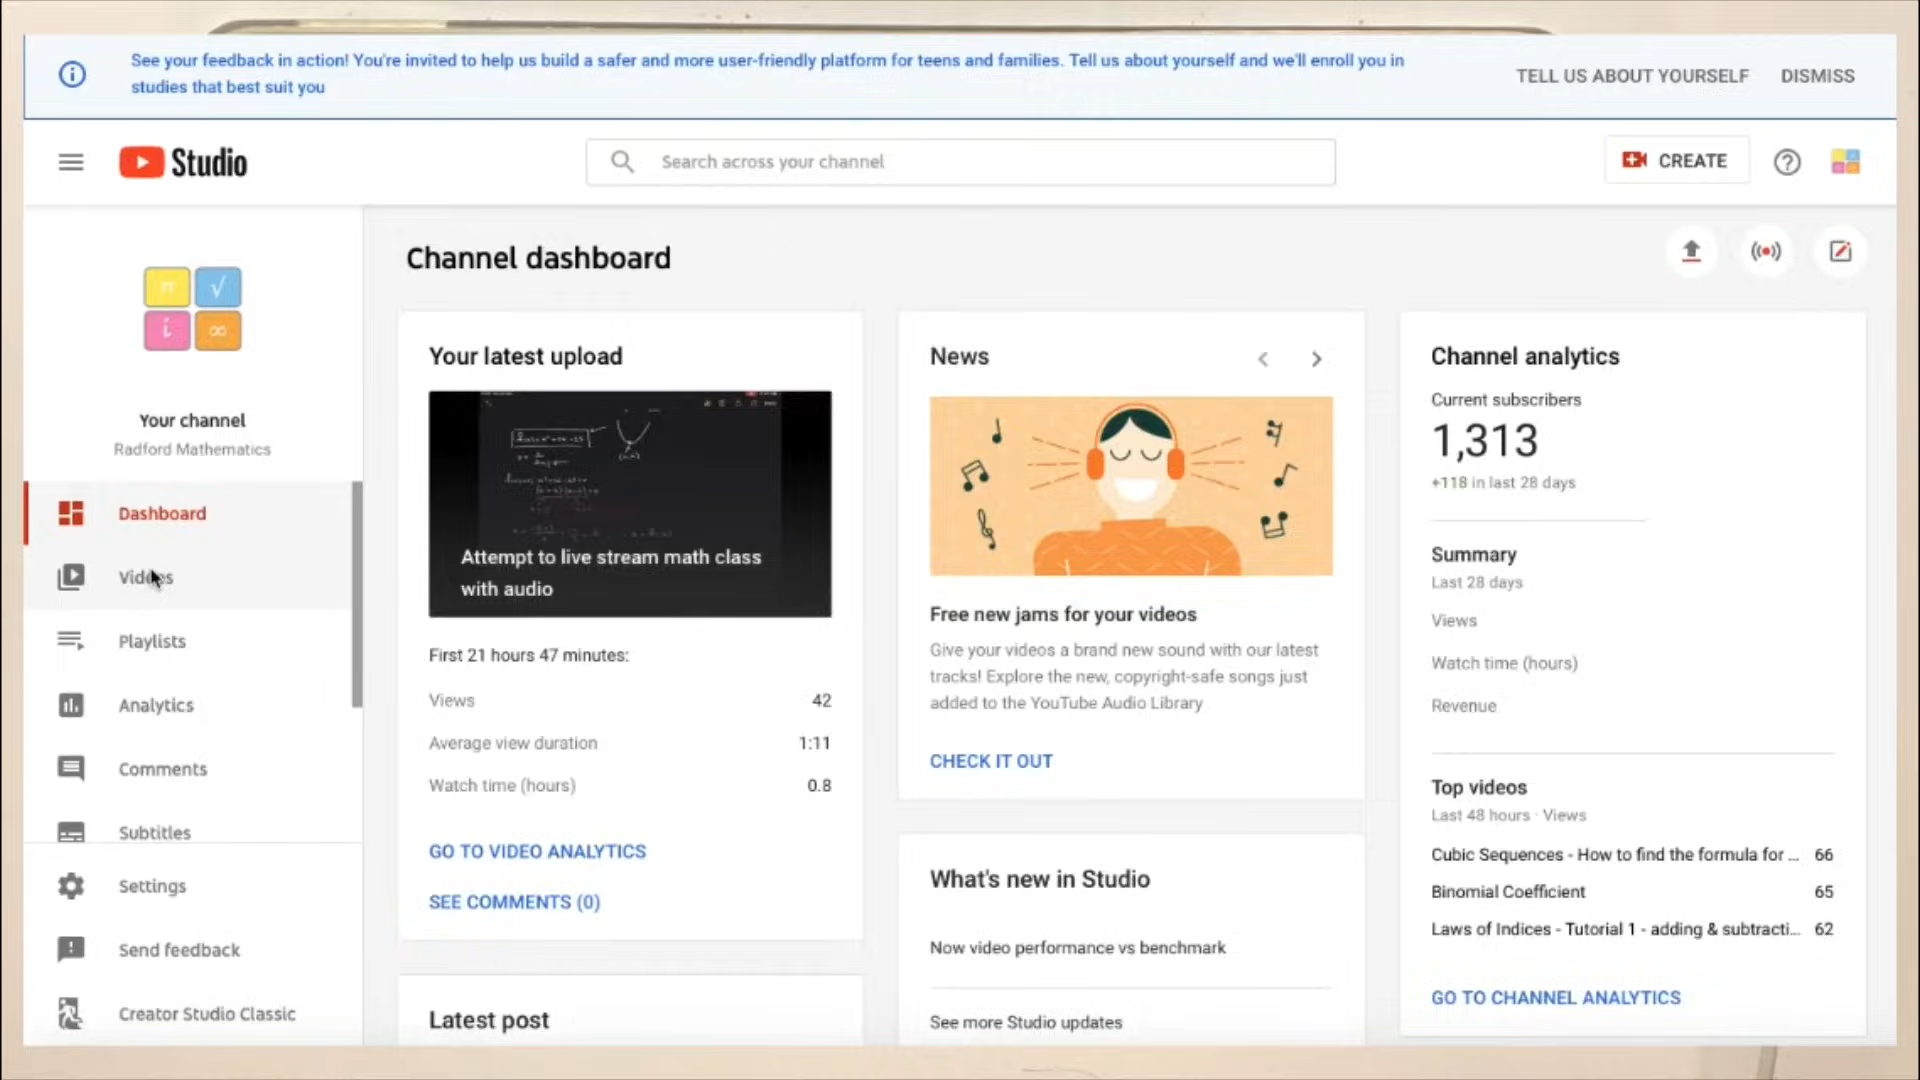 See your feedback in action! You're invited to help us build a safer and more user-friendly platform for teens and families. Tell us about yourself and we'll enroll you in
studies that best suit you
TELL US ABOUT YOURSELF
DISMISS
Studio
Search across your channel
CREATE
Your channel
Radford Mathematics
Dashboard
Videos
Playlists
Analytics
Comments
Subtitles
Settings
Send feedback
Creator Studio Classic
Channel dashboard
Your latest upload
Attempt to live stream math class
with audio
First 21 hours 47 minutes:
Views 42
Average view duration 1:11
Watch time (hours) 0.8
GO TO VIDEO ANALYTICS
SEE COMMENTS (0)
Latest post
News
Free new jams for your videos
Give your videos a brand new sound with our latest
tracks! Explore the new, copyright-safe songs just
added to the YouTube Audio Library
CHECK IT OUT
What's new in Studio
Now video performance vs benchmark
See more Studio updates
Channel analytics
Current subscribers
1,313
+118 in last 28 days
Summary
Last 28 days
Views
Watch time (hours)
Revenue
Top videos
Last 48 hours · Views
Cubic Sequences - How to find the formula for ... 66
Binomial Coefficient 65
Laws of Indices - Tutorial 1 - adding & subtracti... 62
GO TO CHANNEL ANALYTICS